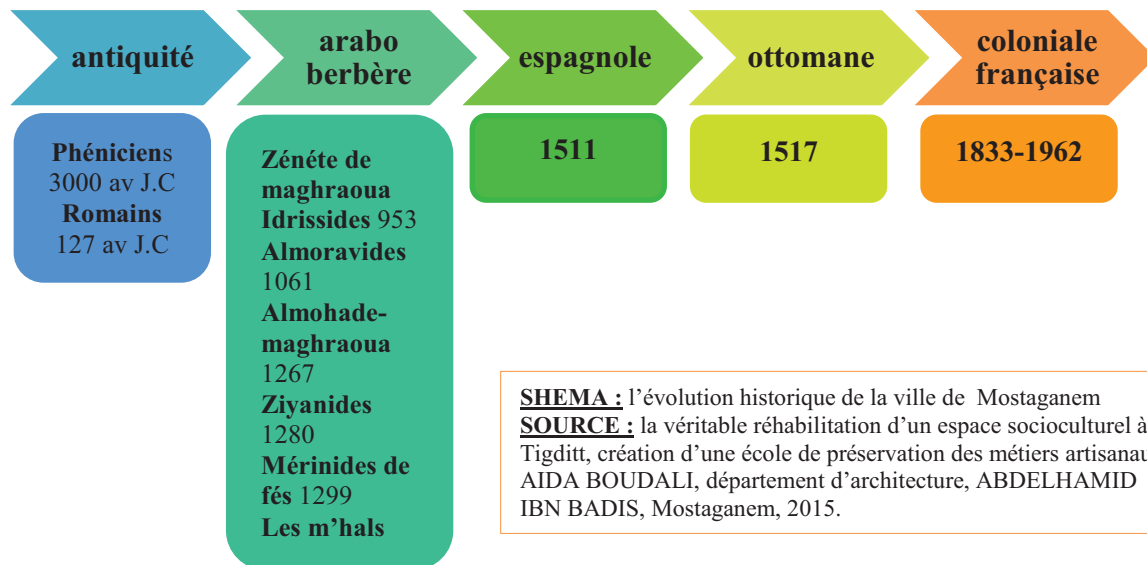 antiquité
arabo
berbère
espagnole
ottomane
coloniale
française
Phéniciens
3000 av J.C
Romains
127 av J.C
Zénéte de
maghraoua
Idrissides 953
Almoravides
1061
Almohade-
maghraoua
1267
Ziyanides
1280
Mérinides de
fés 1299
Les m’hals
1511
1517
1833-1962
SHEMA : l’évolution historique de la ville de Mostaganem
SOURCE : la véritable réhabilitation d’un espace socioculturel à
Tigditt, création d’une école de préservation des métiers artisanau
AIDA BOUDALI, département d’architecture, ABDELHAMID
IBN BADIS, Mostaganem, 2015.